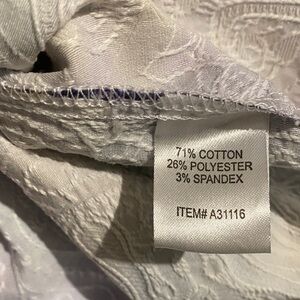 71% COTTON
26% POLYESTER
3% SPANDEX
ITEM# A31116